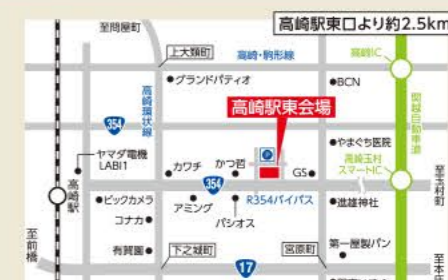 高崎駅東口より約2.5km
至問屋町
上大類町
高崎・駒形線
高崎IC
グランドパティオ
BCN
高崎環状線
高崎駅東会場
関越自動車道
354
P
やまぐち医院
ヤマダ電機
LABI1
カワチ
かつ哲
GS
高崎玉村
スマートIC
354
高崎駅
至玉村町
ビックカメラ
アミング
パシオス
R354バイパス
進雄神社
コナカ
至前橋
有賀園
下之城町
宮原町
第一屋製パン
17